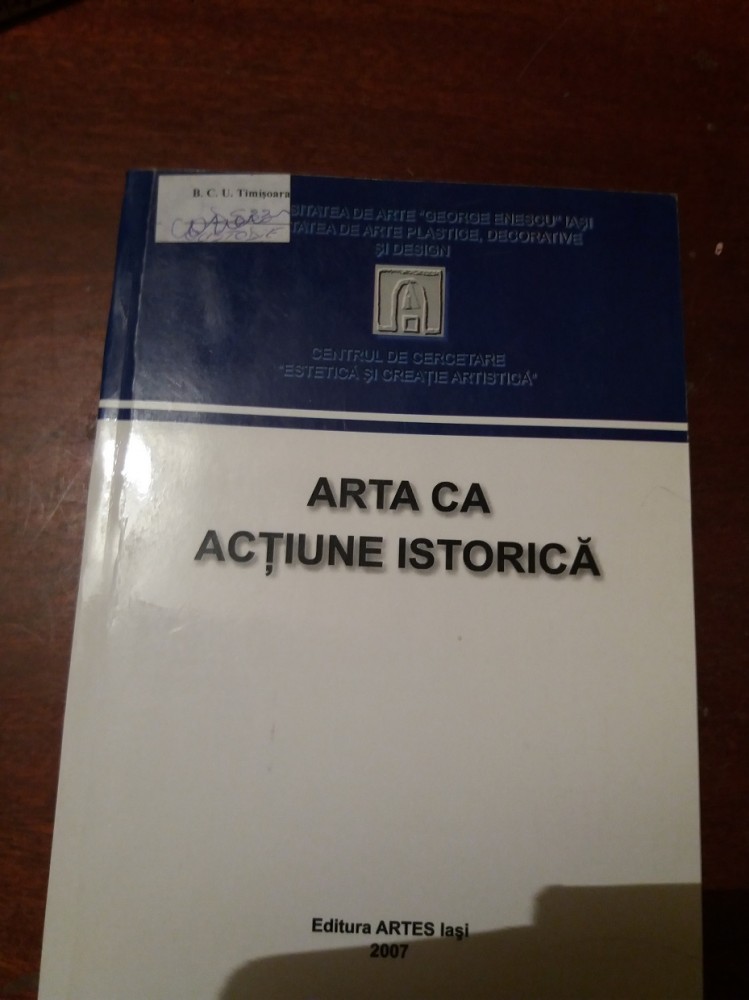 B. C. U. Timişoara
SITATEA DE ARTE "GEORGE ENESCU" IAŞI
TATEA DE ARTE PLASTICE, DECORATIVE
ŞI DESIGN
CENTRUL DE CERCETARE
"ESTETICĂ ŞI CREAŢIE ARTISTICĂ"
ARTA CA
ACŢIUNE ISTORICĂ
Editura ARTES Iaşi
2007